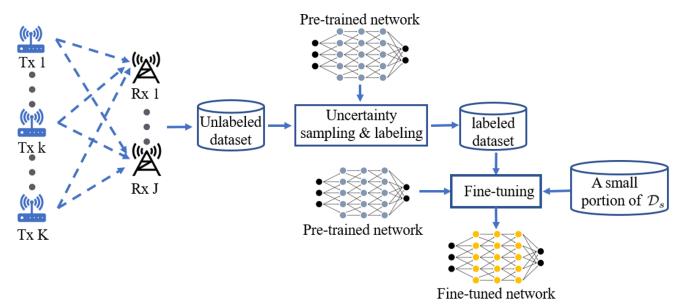 Pre-trained network
Tx 1
Rx 1
Unlabeled
dataset
Uncertainty
sampling & labeling
labeled
dataset
Tx k
Rx J
Fine-tuning
A small
portion of 𝒟ₛ
Tx K
Pre-trained network
Fine-tuned network